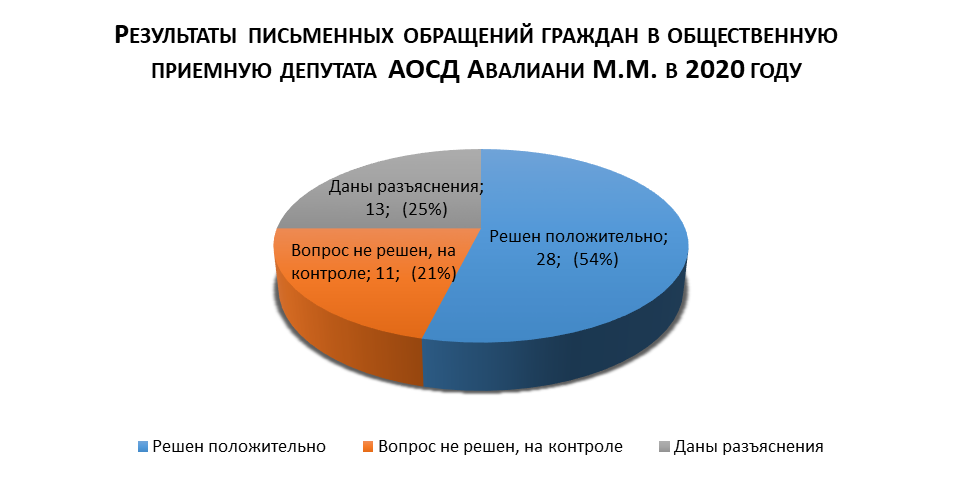 Результаты письменных обращений граждан в общественную
приемную депутата АОСД Авалиани М.М. в 2020 году
Даны разъяснения;
13; (25%)
Решен положительно;
28; (54%)
Вопрос не решен, на
контроле; 11; (21%)
Решен положительно
Вопрос не решен, на контроле
Даны разъяснения